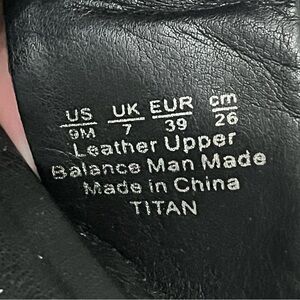 US UK EUR cm
9M 7 39 26
Leather Upper
Balance Man Made
Made in China
TITAN